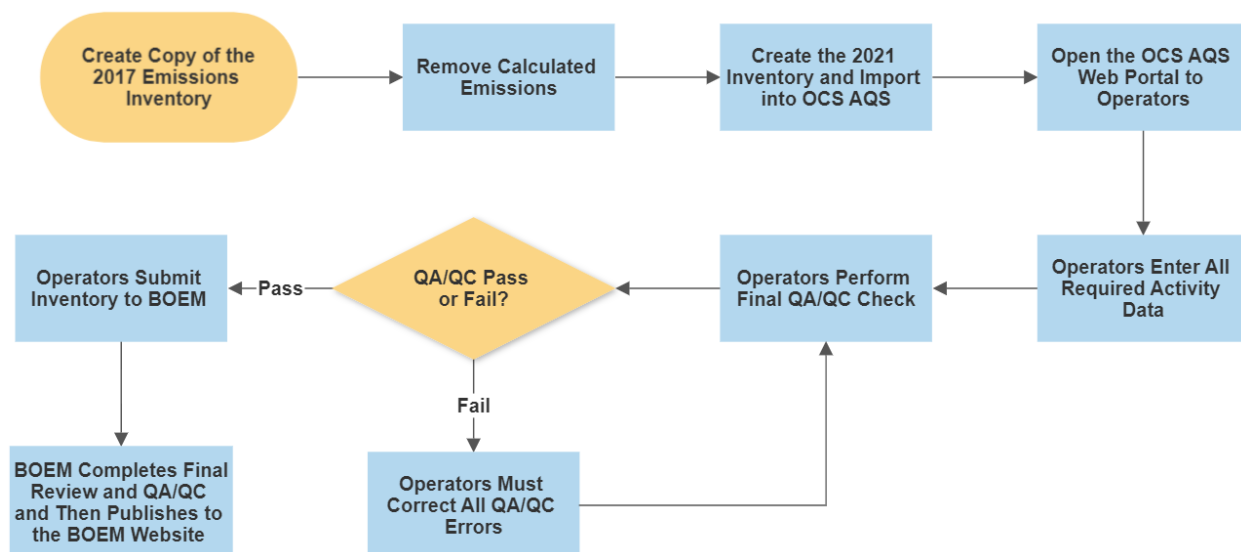 Create Copy of the
2017 Emissions
Inventory
Remove Calculated
Emissions
Create the 2021
Inventory and Import
into OCS AQS
Open the OCS AQS
Web Portal to
Operators
Operators Enter All
Required Activity
Data
Operators Perform
Final QA/QC Check
QA/QC Pass
or Fail?
Pass
Operators Submit
Inventory to BOEM
BOEM Completes Final
Review and QA/QC
and Then Publishes to
the BOEM Website
Fail
Operators Must
Correct All QA/QC
Errors